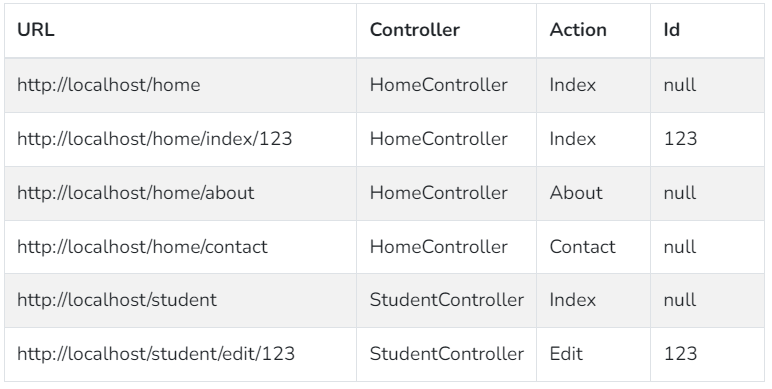 URL Controller Action Id
http://localhost/home HomeController Index null
http://localhost/home/index/123 HomeController Index 123
http://localhost/home/about HomeController About null
http://localhost/home/contact HomeController Contact null
http://localhost/student StudentController Index null
http://localhost/student/edit/123 StudentController Edit 123